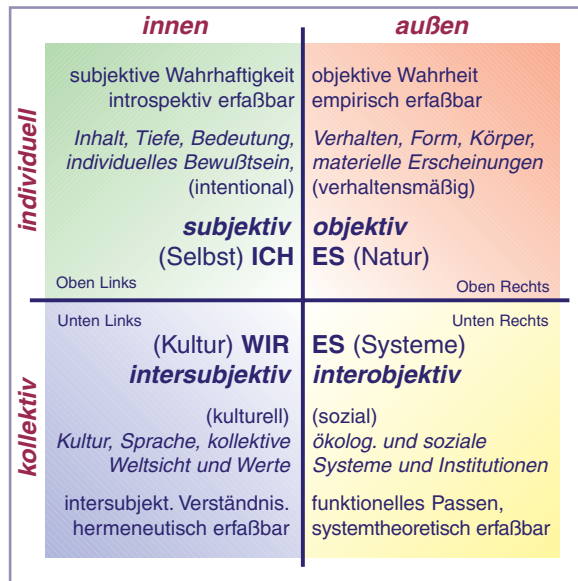 innen
außen
individuell
subjektive Wahrhaftigkeit
introspektiv erfaßbar
Inhalt, Tiefe, Bedeutung,
individuelles Bewußtsein,
(intentional)
subjektiv
(Selbst) ICH
Oben Links
objektive Wahrheit
empirisch erfaßbar
Verhalten, Form, Körper,
materielle Erscheinungen
(verhaltensmäßig)
objektiv
ES (Natur)
Oben Rechts
kollektiv
Unten Links
(Kultur) WIR
intersubjektiv
(kulturell)
Kultur, Sprache, kollektive
Weltsicht und Werte
intersubjekt. Verständnis.
hermeneutisch erfaßbar
Unten Rechts
ES (Systeme)
interobjektiv
(sozial)
ökolog. und soziale
Systeme und Institutionen
funktionelles Passen,
systemtheoretisch erfaßbar